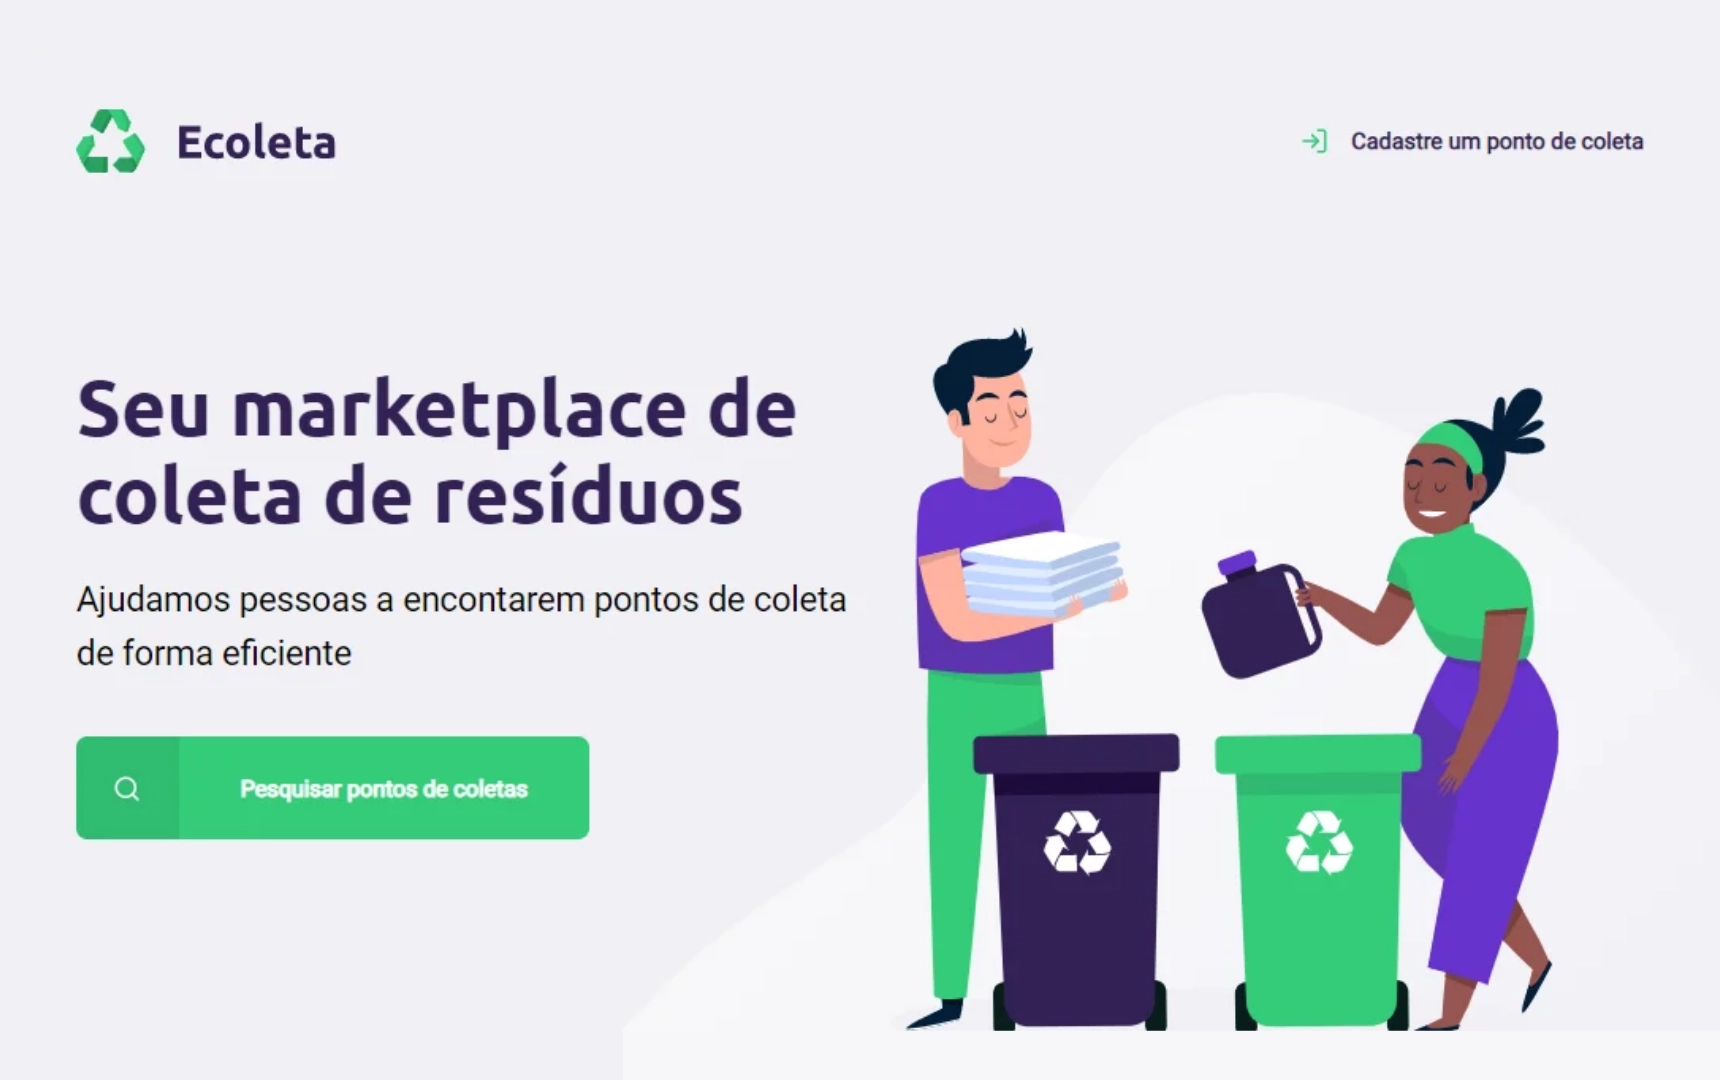 Ecoleta
Cadastre um ponto de coleta
Seu marketplace de
coleta de resíduos
Ajudamos pessoas a encontarem pontos de coleta
de forma eficiente
Pesquisar pontos de coletas